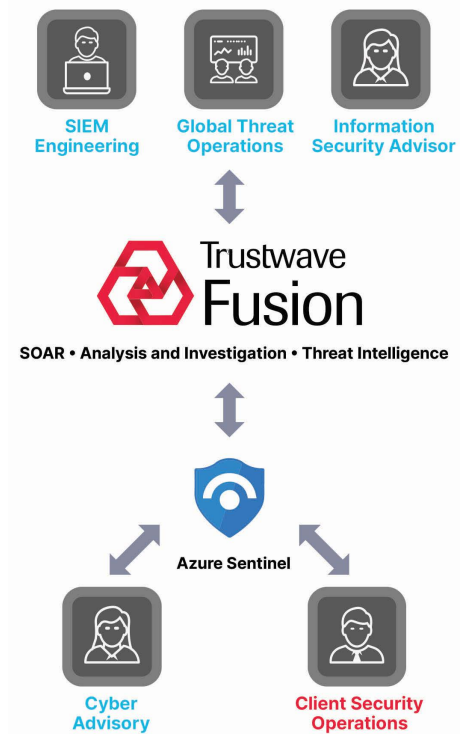 SIEM
Engineering
Global Threat
Operations
Information
Security Advisor
Trustwave
Fusion
SOAR • Analysis and Investigation • Threat Intelligence
Azure Sentinel
Cyber
Advisory
Client Security
Operations